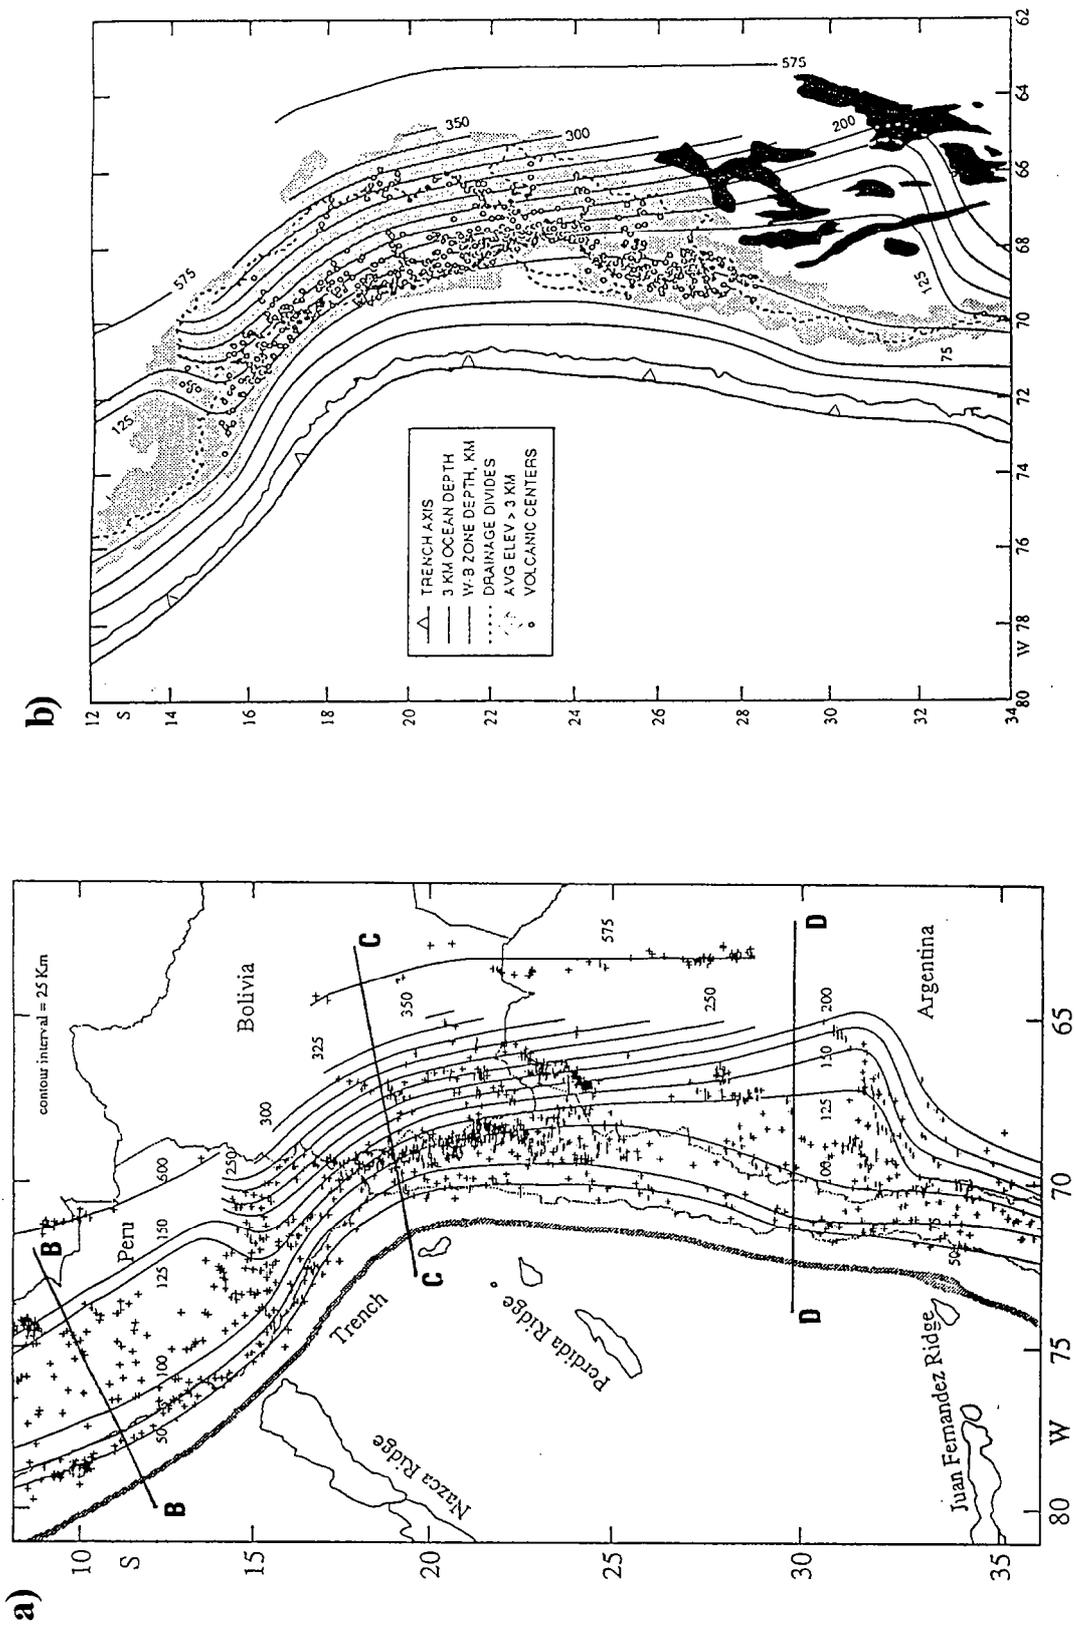 a)
contour interval = 25 Km
Peru
Bolivia
Argentina
B
B
C
C
D
D
600
250
300
325
350
575
250
200
150
125
100
50
150
125
75
50
Trench
Nazca Ridge
Perdida Ridge
Juan Fernandez Ridge
10
15
20
25
30
35
S
80
W
75
70
65
b)
575
350
300
575
200
125
125
75
TRENCH AXIS
3 KM OCEAN DEPTH
W-B ZONE DEPTH, KM
DRAINAGE DIVIDES
AVG ELEV > 3 KM
VOLCANIC CENTERS
12
S
14
16
18
20
22
24
26
28
30
32
34
80
W 78
76
74
72
70
68
66
64
62